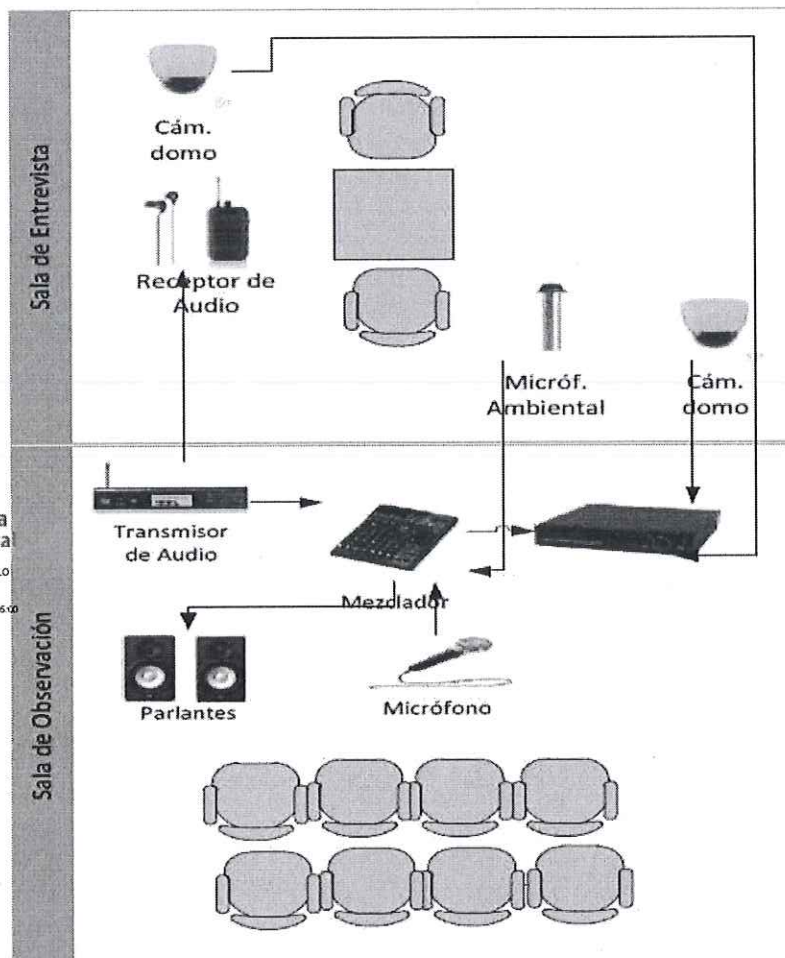 Sala de Entrevista
Cám.
domo
Receptor de
Audio
Micróf.
Ambiental
Cám.
domo
Sala de Observación
Transmisor
de Audio
Mezclador
Parlantes
Micrófono